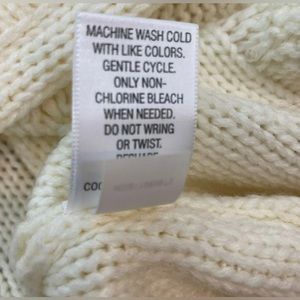 MACHINE WASH COLD
WITH LIKE COLORS.
GENTLE CYCLE.
ONLY NON-
CHLORINE BLEACH
WHEN NEEDED.
DO NOT WRING
OR TWIST.
RESHAPE